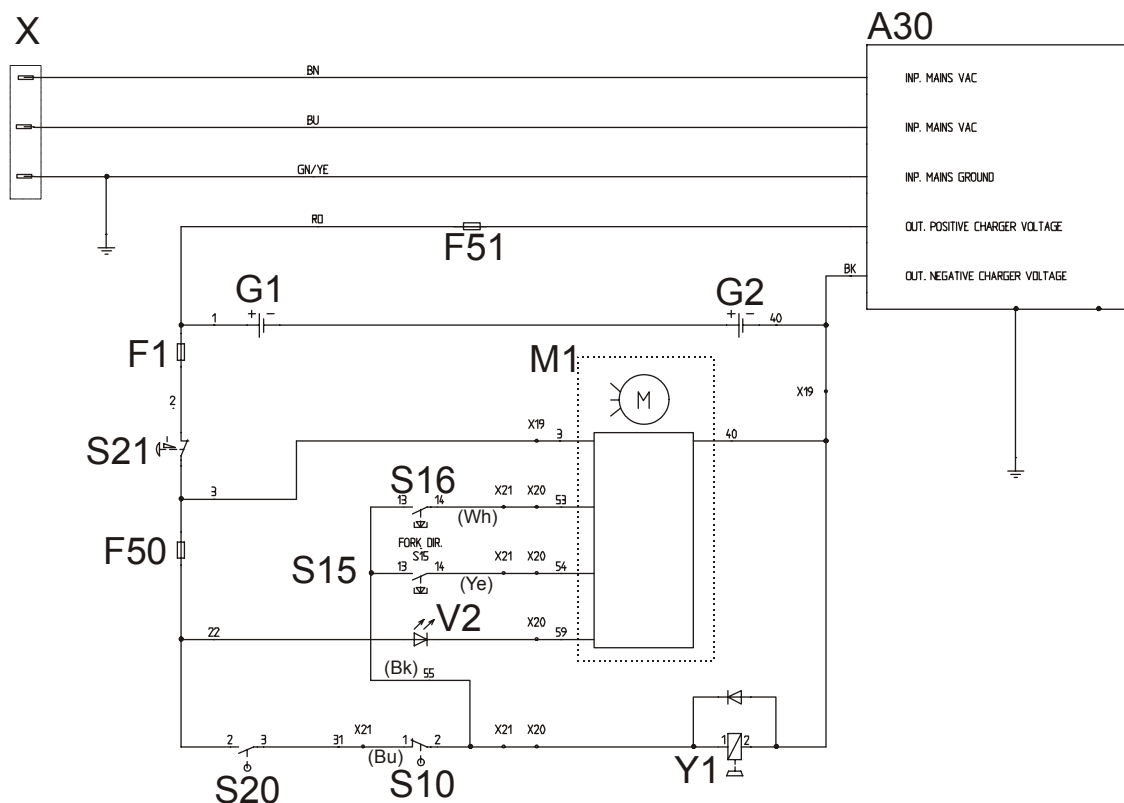 X
A30
BN
INP. MAINS VAC
BU
INP. MAINS VAC
GN/YE
INP. MAINS GROUND
RD
OUT. POSITIVE CHARGER VOLTAGE
F51
BK
OUT. NEGATIVE CHARGER VOLTAGE
G1
G2
1
+
-
+
-
40
F1
M1
M
X19
2
X19
3
40
S21
3
S16
13
14
(Wh)
X21
X20
53
F50
FORK DIR.
S15
S15
13
14
(Ye)
X21
X20
54
V2
22
X20
59
(Bk)
55
2
3
31
X21
(Bu)
1
2
X21
X20
1
2
S20
S10
Y1